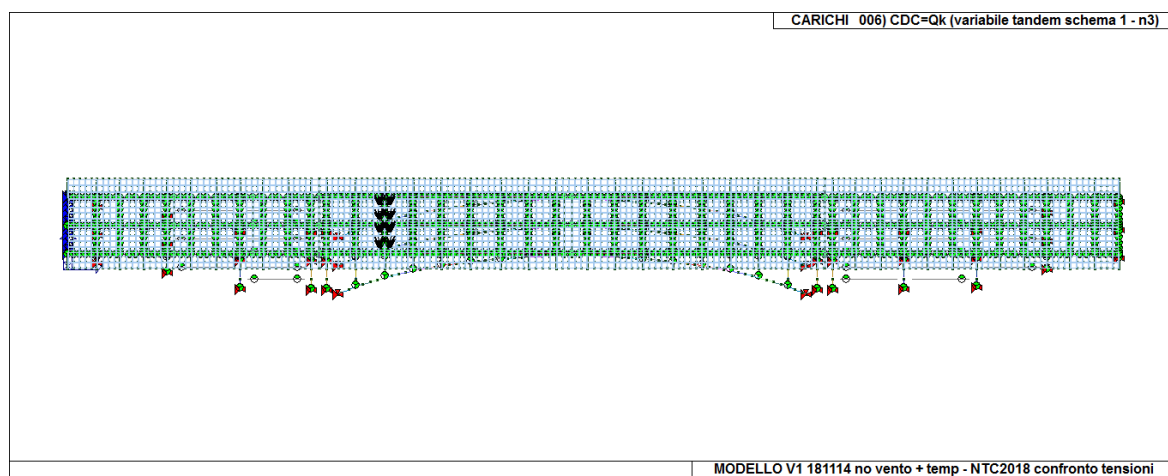 CARICHI 006) CDC=Qk (variabile tandem schema 1 - n3)
MODELLO V1 181114 no vento + temp - NTC2018 confronto tensioni